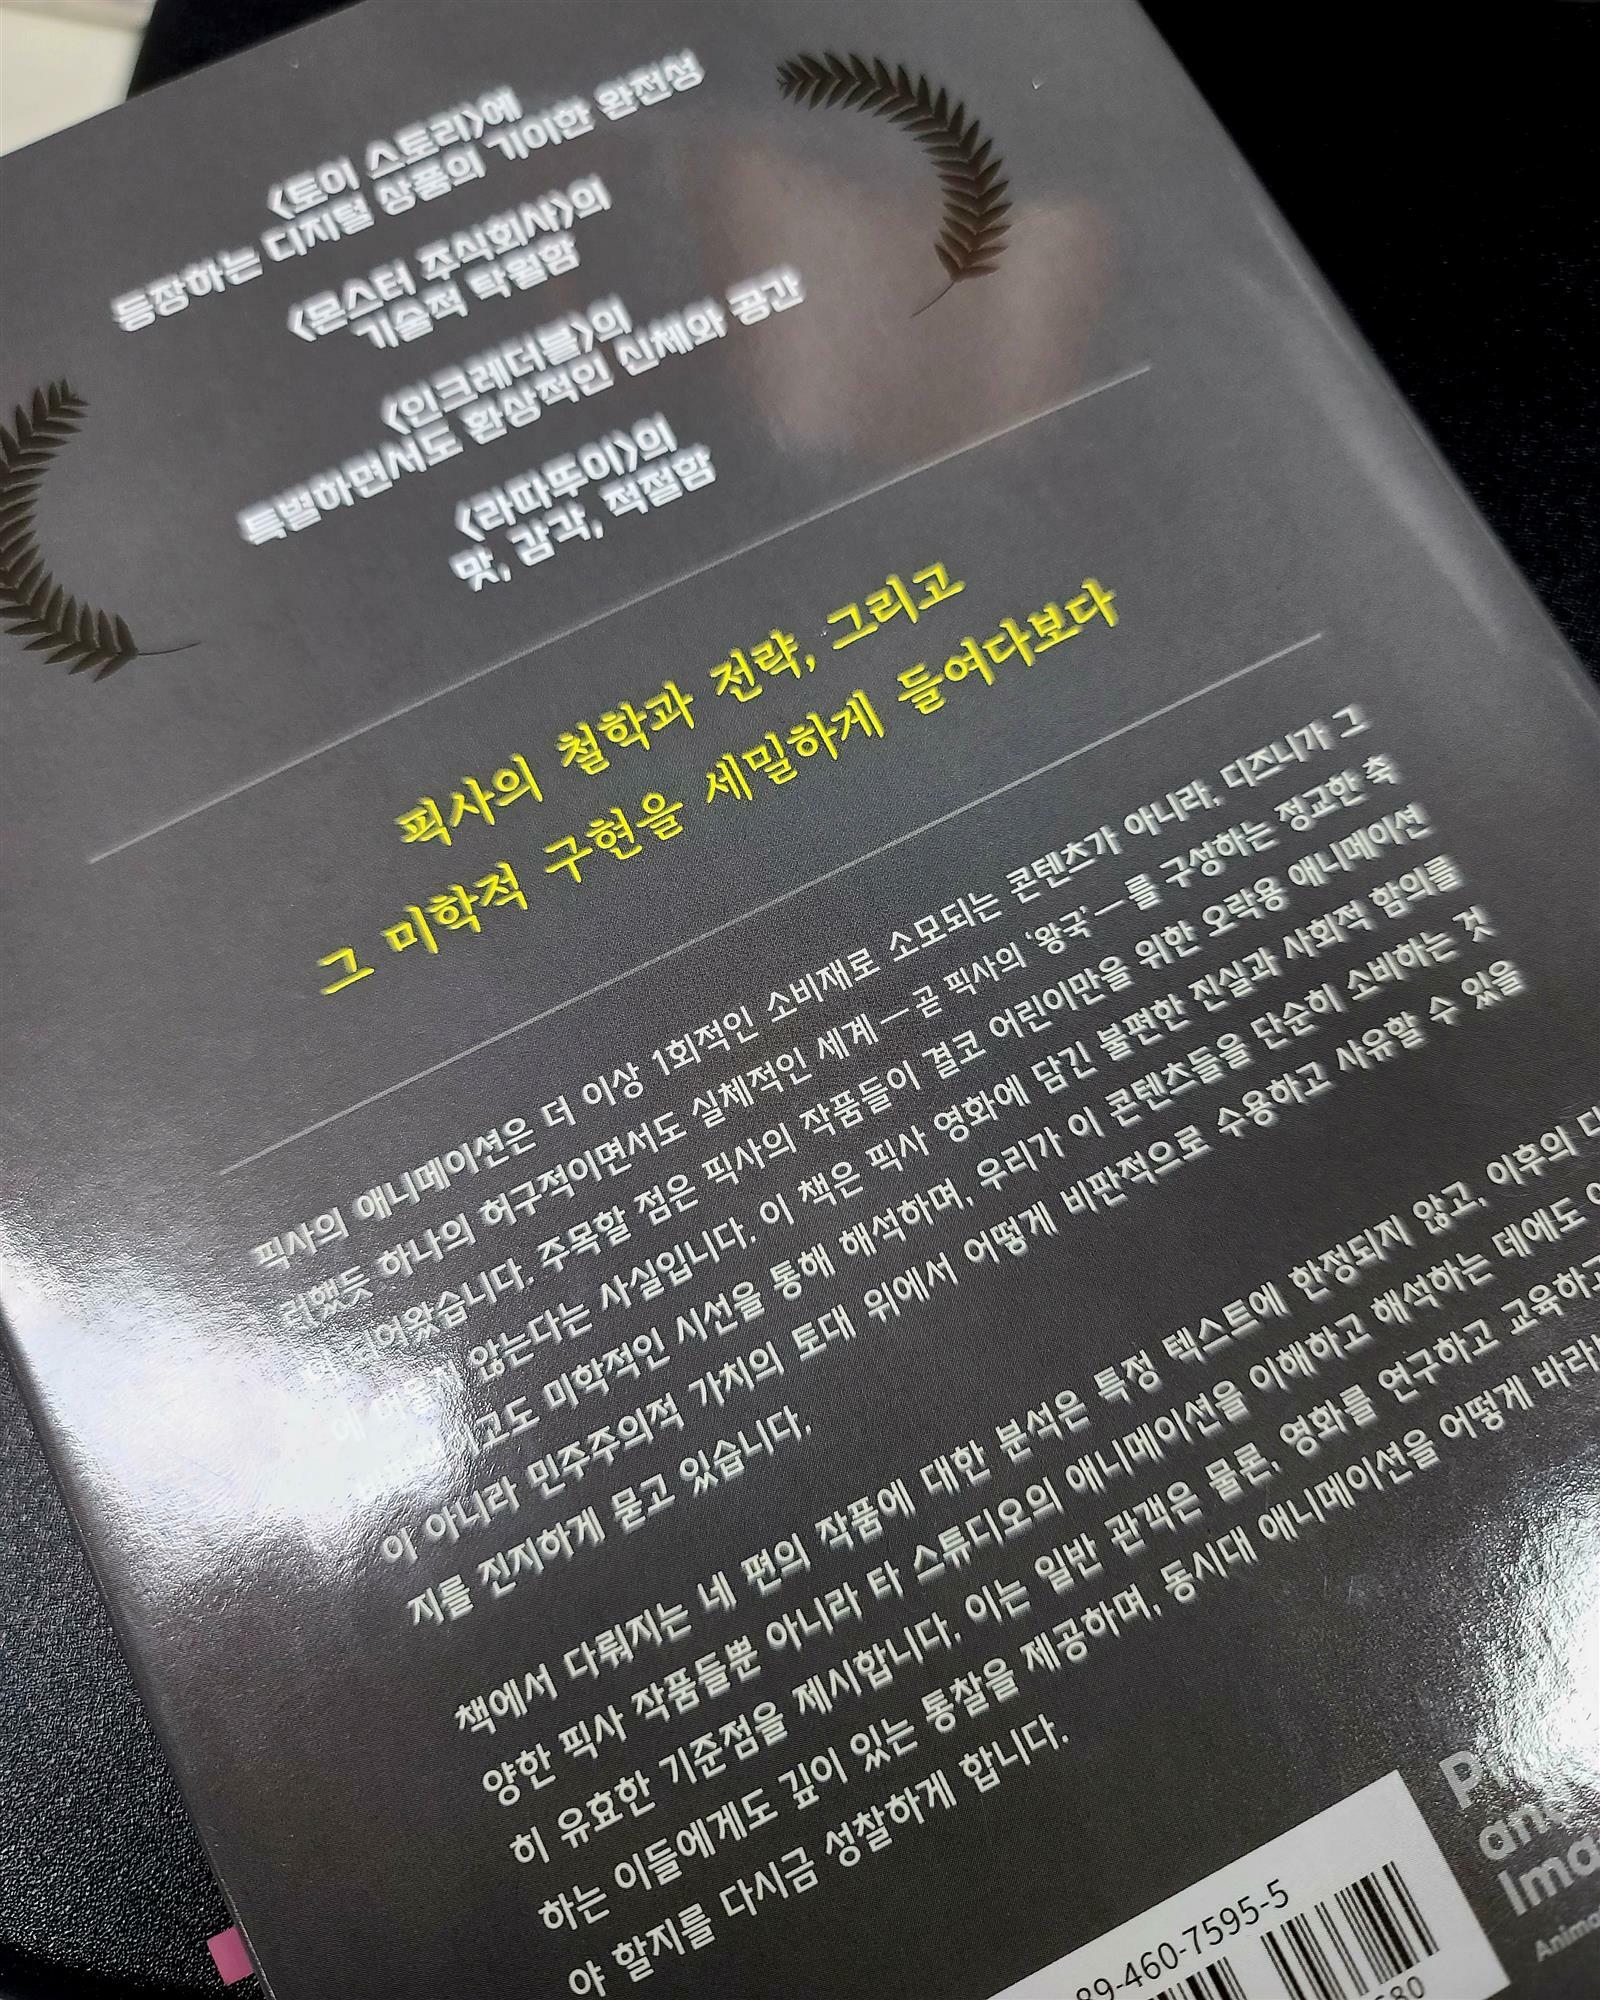 <토이 스토리>에
등장하는 디지털 상품의 기이한 완전성
<몬스터 주식회사>의
기술적 탁월함
<인크레더블>의
특별하면서도 환상적인 신체와 공간
<라따뚜이>의
맛, 감각, 적절함
픽사의 철학과 전략, 그리고
그 미학적 구현을 세밀하게 들여다보다
픽사의 애니메이션은 더 이상 1회적인 소비재로 소모되는 콘텐츠가 아니라, 디즈니가 그
러했듯 하나의 허구적이면서도 실체적인 세계—곧 픽사의 '왕국'—를 구성하는 정교한 축
되어왔습니다. 주목할 점은 픽사의 작품들이 결코 어린이만을 위한 오락용 애니메이션
에 머물지 않는다는 사실입니다. 이 책은 픽사 영화에 담긴 불편한 진실과 사회적 함의를
미학적인 시선을 통해 해석하며, 우리가 이 콘텐츠들을 단순히 소비하는 것
이 아니라 민주주의적 가치의 토대 위에서 어떻게 비판적으로 수용하고 사유할 수 있을
지를 진지하게 묻고 있습니다.
책에서 다뤄지는 네 편의 작품에 대한 분석은 특정 텍스트에 한정되지 않고, 이후의 다
양한 픽사 작품들뿐 아니라 타 스튜디오의 애니메이션을 이해하고 해석하는 데에도
히 유효한 기준점을 제시합니다. 이는 일반 관객은 물론, 영화를 연구하고 교육하고
하는 이들에게도 깊이 있는 통찰을 제공하며, 동시대 애니메이션을 어떻게
야 할지를 다시금 성찰하게 합니다.
89-460-7595-5